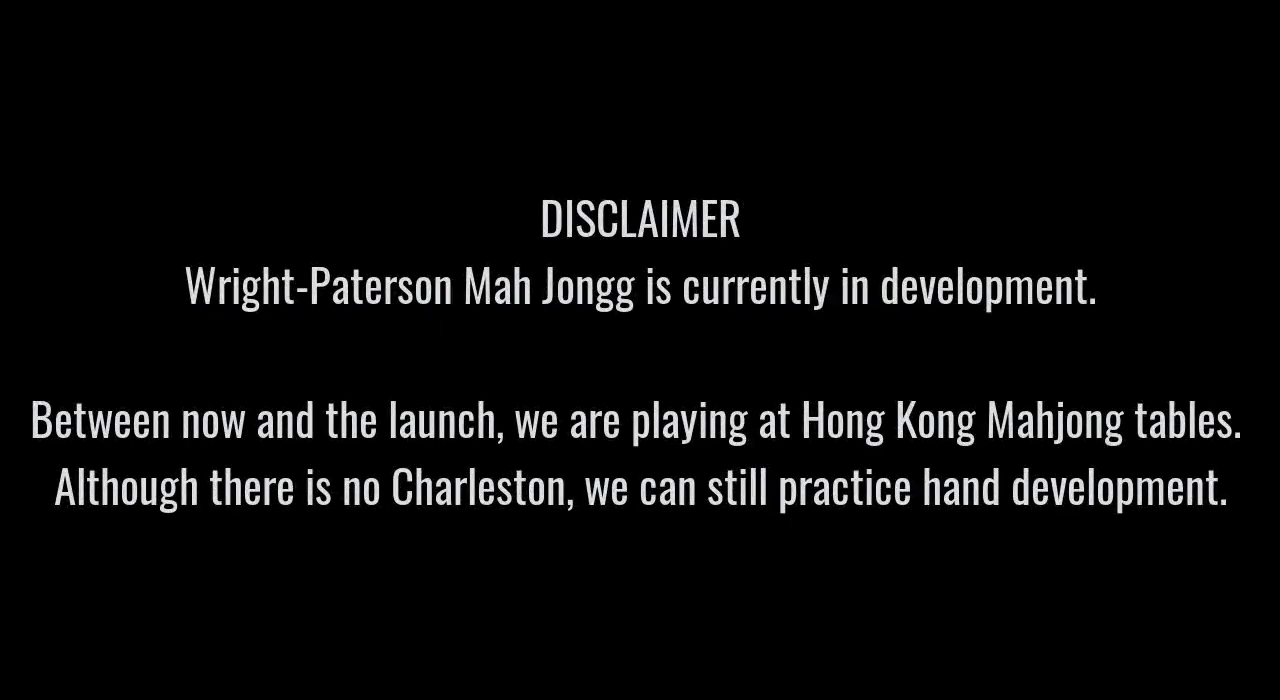 DISCLAIMER
Wright-Paterson Mah Jongg is currently in development.
Between now and the launch, we are playing at Hong Kong Mahjong tables.
Although there is no Charleston, we can still practice hand development.